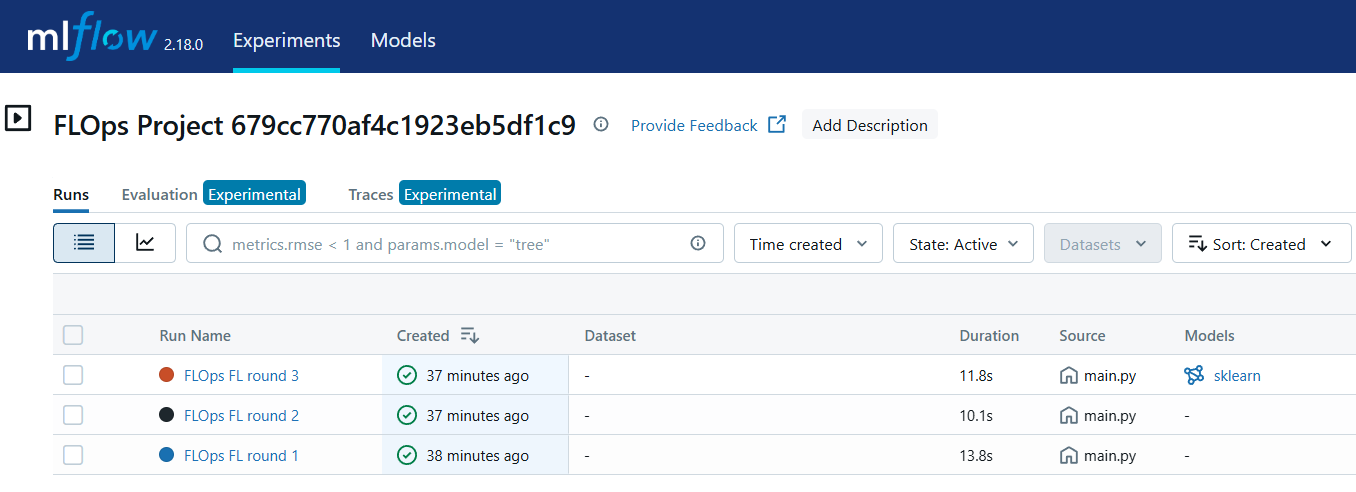 mlflow 2.18.0 Experiments Models
FLOps Project 679cc770af4c1923eb5df1c9 Provide Feedback Add Description
Runs Evaluation Experimental Traces Experimental
metrics.rmse < 1 and params.model = "tree" Time created State: Active Datasets Sort: Created
Run Name Created Dataset Duration Source Models
FLOps FL round 3 37 minutes ago - 11.8s main.py sklearn
FLOps FL round 2 37 minutes ago - 10.1s main.py -
FLOps FL round 1 38 minutes ago - 13.8s main.py -